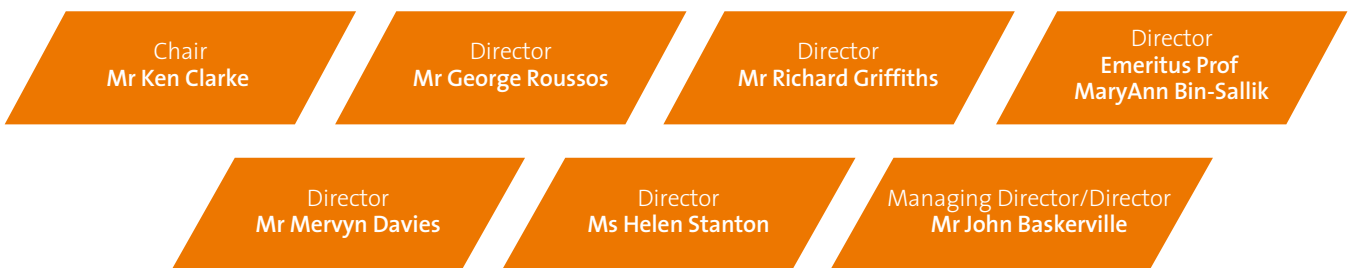 Chair
Mr Ken Clarke
Director
Mr George Roussos
Director
Mr Richard Griffiths
Director
Emeritus Prof
MaryAnn Bin-Sallik
Director
Mr Mervyn Davies
Director
Ms Helen Stanton
Managing Director/Director
Mr John Baskerville